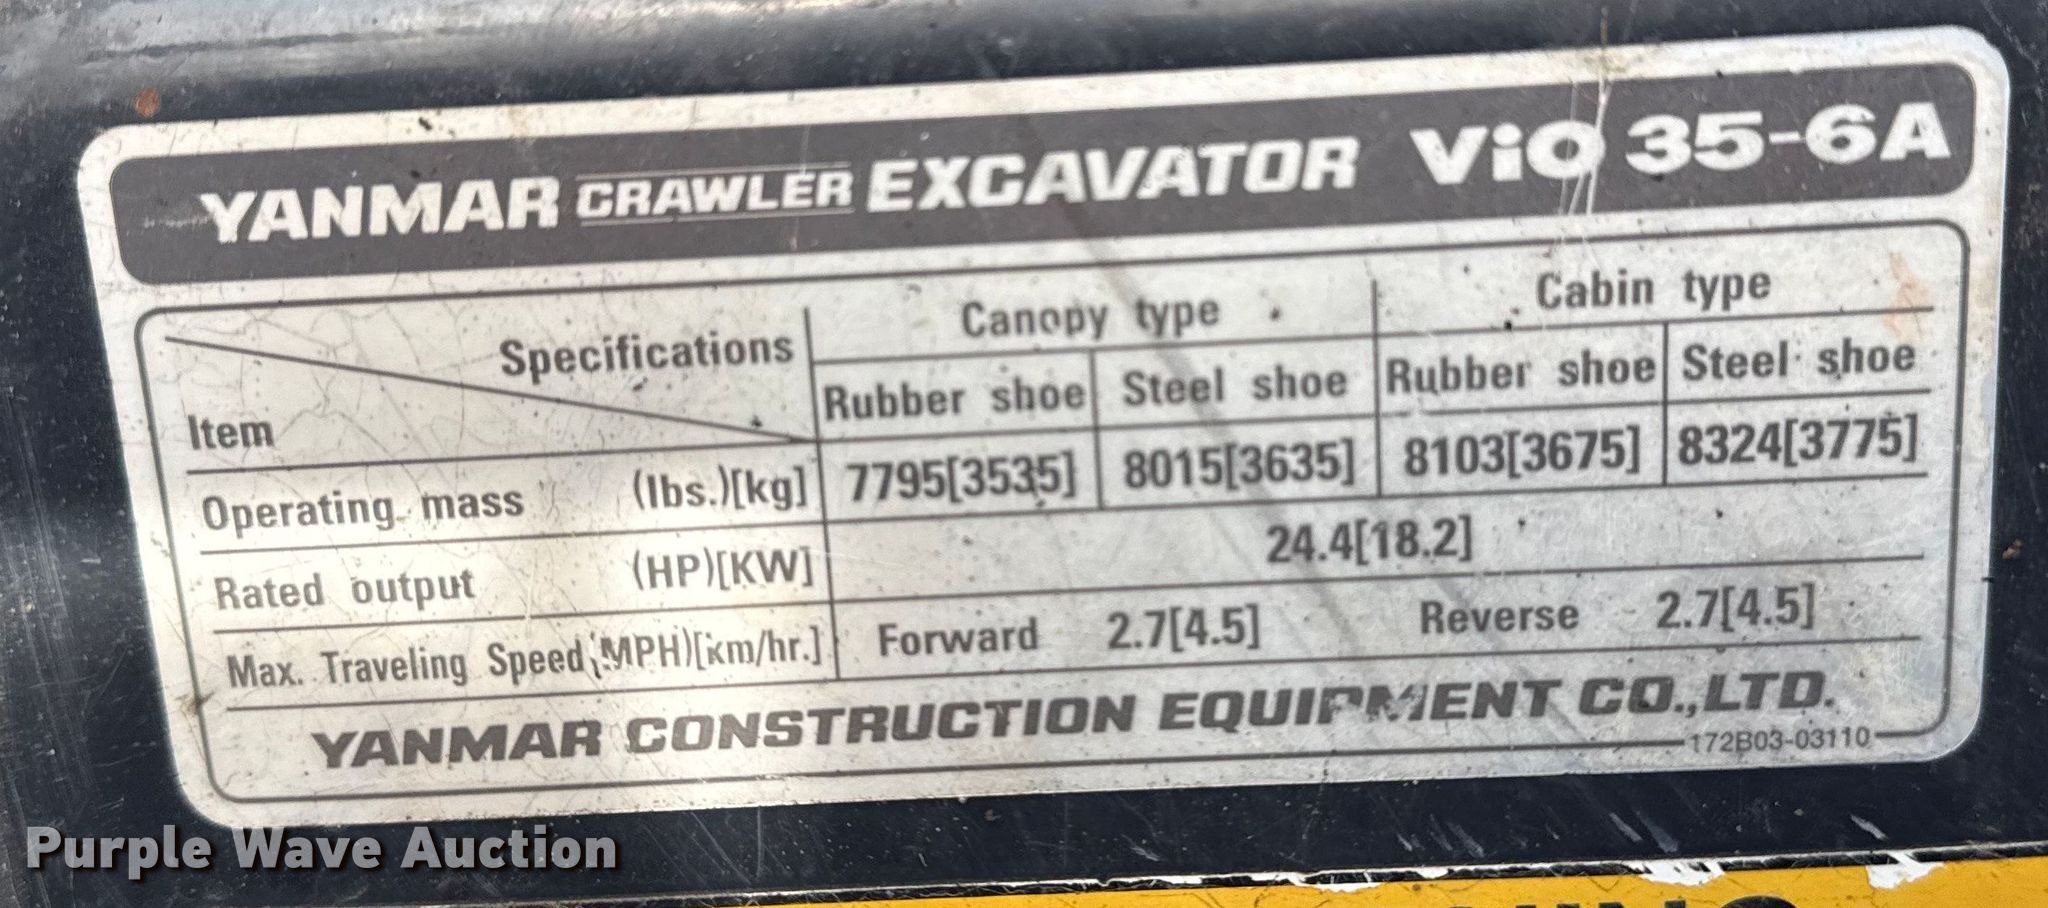 YANMAR CRAWLER EXCAVATOR ViO 35-6A
Specifications Canopy type Cabin type
Item Rubber shoe Steel shoe Rubber shoe Steel shoe
Operating mass (lbs.)[kg] 7795[3535] 8015[3635] 8103[3675] 8324[3775]
Rated output (HP)[KW] 24.4[18.2]
Max. Traveling Speed (MPH)[km/hr.] Forward 2.7[4.5] Reverse 2.7[4.5]
YANMAR CONSTRUCTION EQUIPMENT CO.,LTD.
172B03-03110
Purple Wave Auction